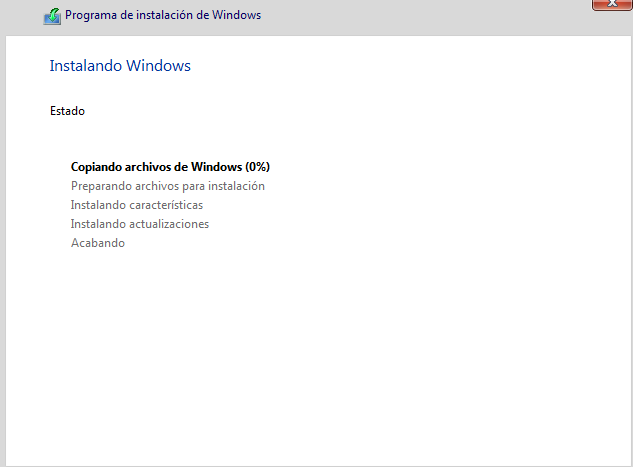 Programa de instalación de Windows
Instalando Windows
Estado
Copiando archivos de Windows (0%)
Preparando archivos para instalación
Instalando características
Instalando actualizaciones
Acabando